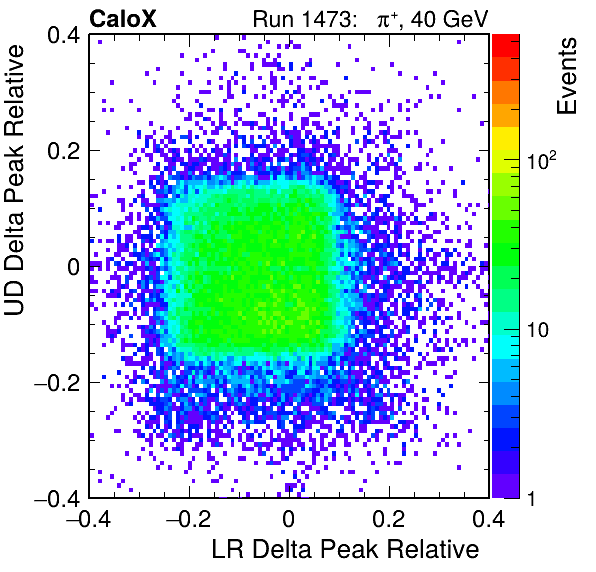 CaloX Run 1473: π⁺, 40 GeV
0.4
0.2
0
−0.2
−0.4
−0.4 −0.2 0 0.2 0.4
UD Delta Peak Relative
LR Delta Peak Relative
Events
10²
10
1